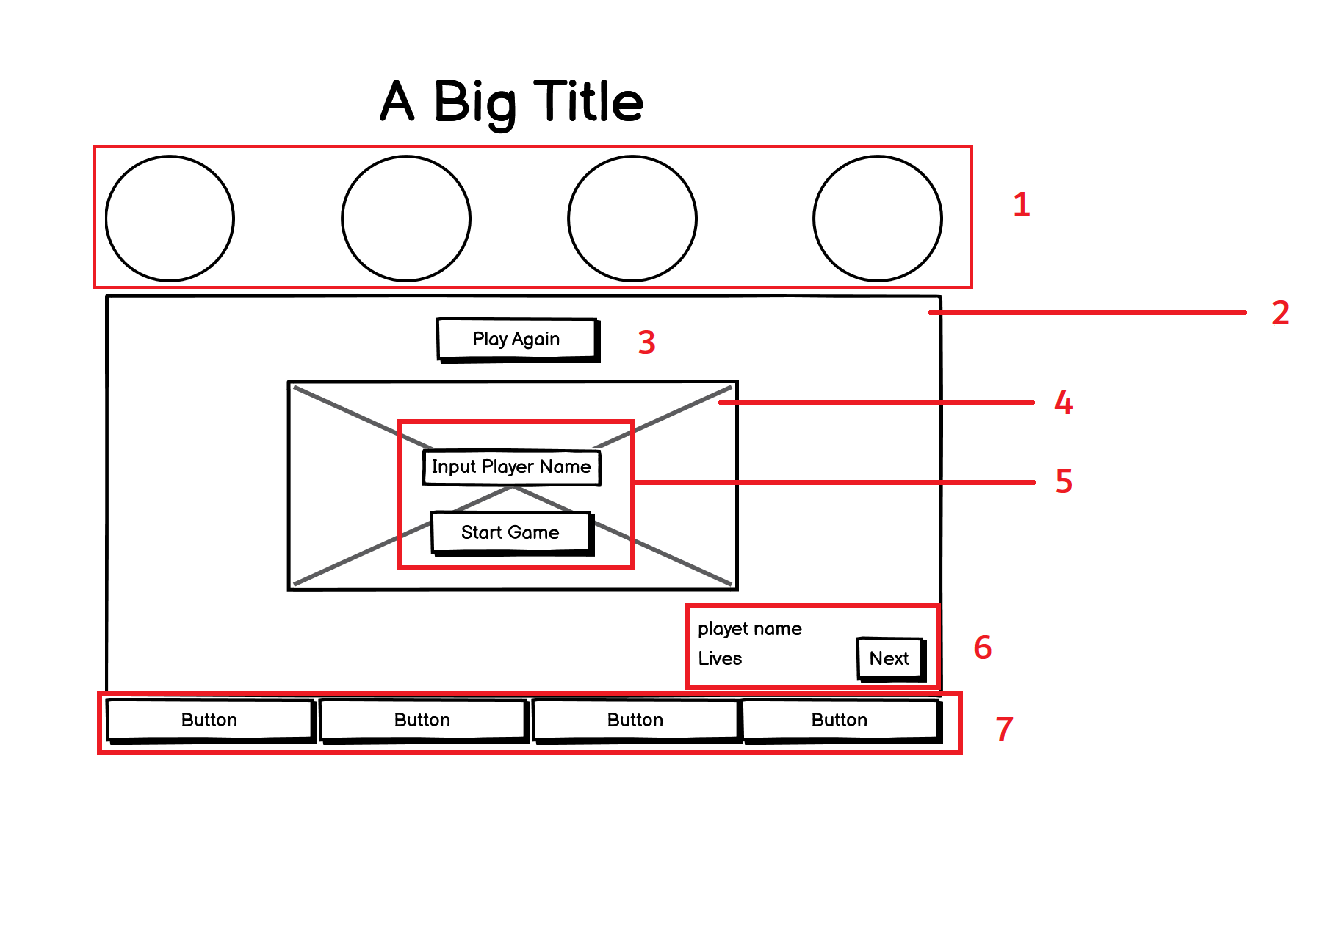 A Big Title
1
2
Play Again
3
4
Input Player Name
5
Start Game
playet name
6
Lives
Next
Button Button Button Button
7